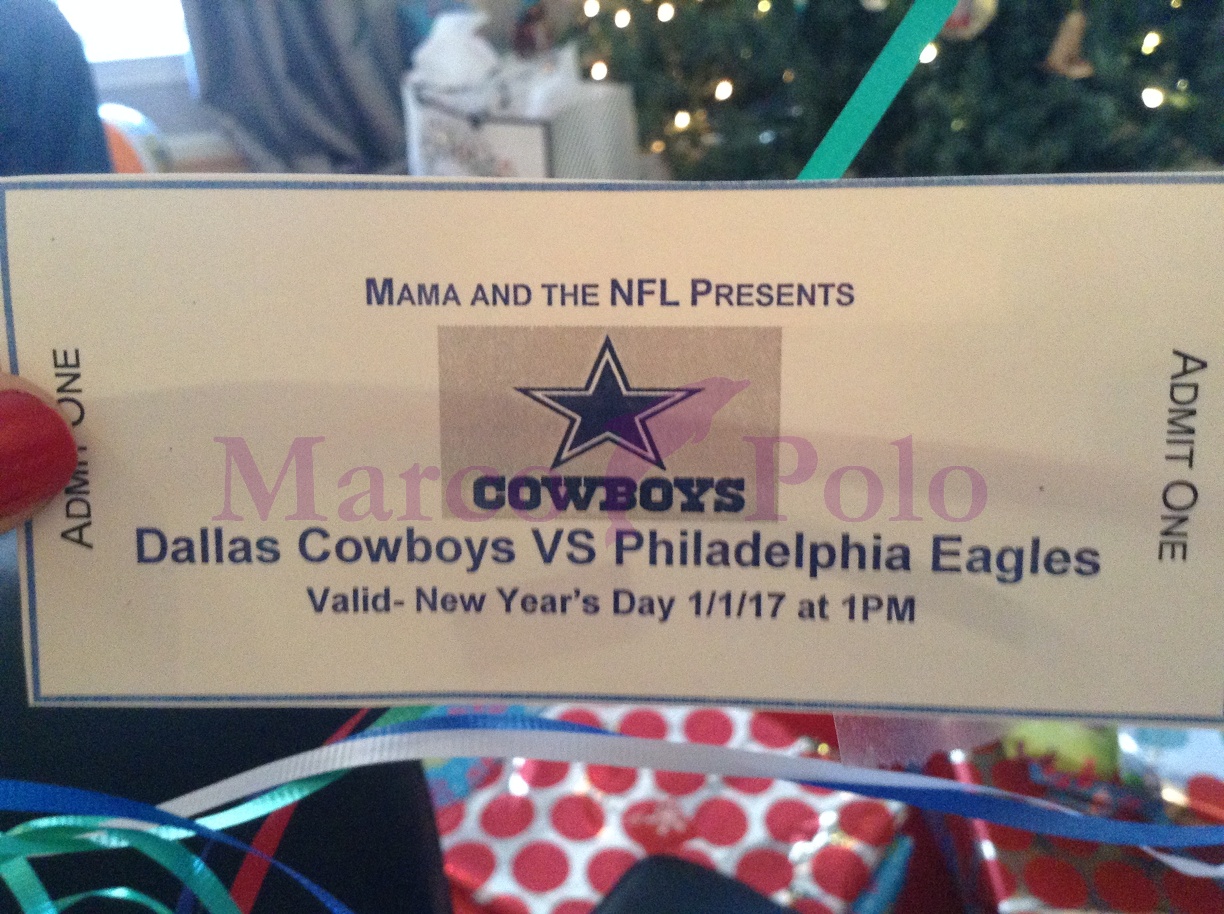 MAMA AND THE NFL PRESENTS
COWBOYS
Marco Polo
Dallas Cowboys VS Philadelphia Eagles
Valid- New Year's Day 1/1/17 at 1PM
ADMIT ONE
ADMIT ONE